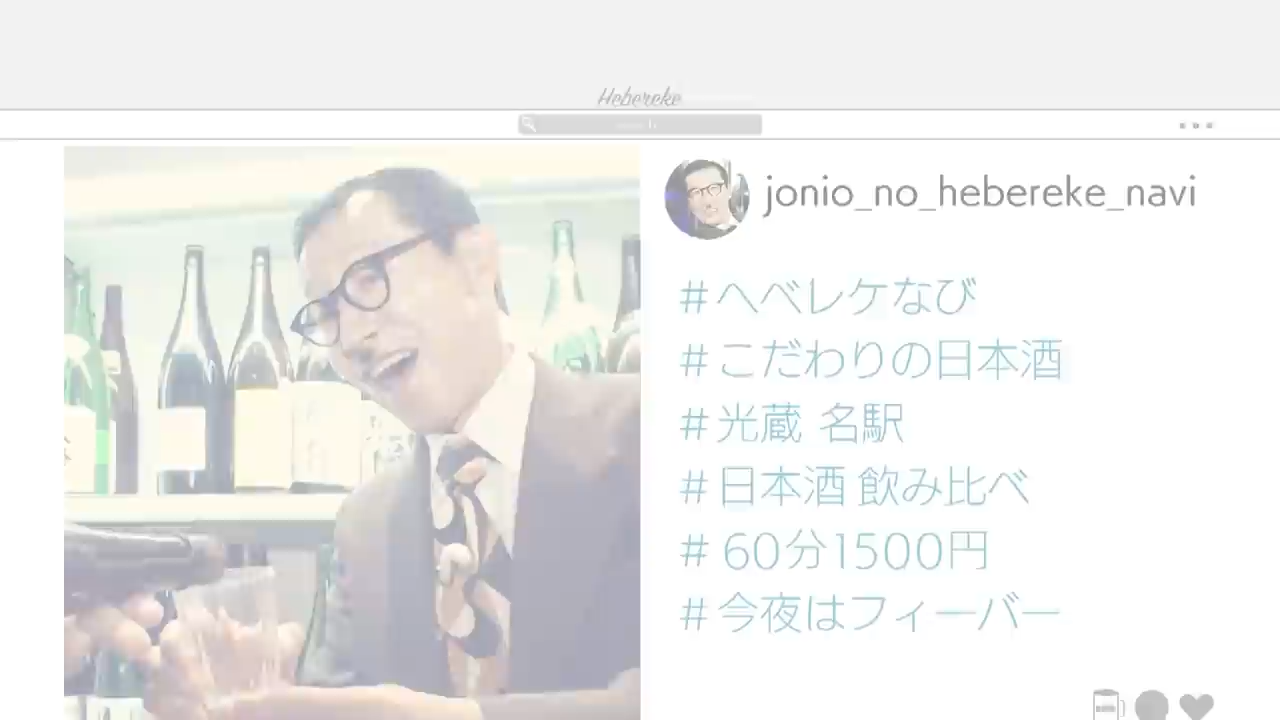 Hebereke
jonio_no_hebereke_navi
#ヘベレケなび
#こだわりの日本酒
#光蔵 名駅
#日本酒 飲み比べ
#60分1500円
#今夜はフィーバー